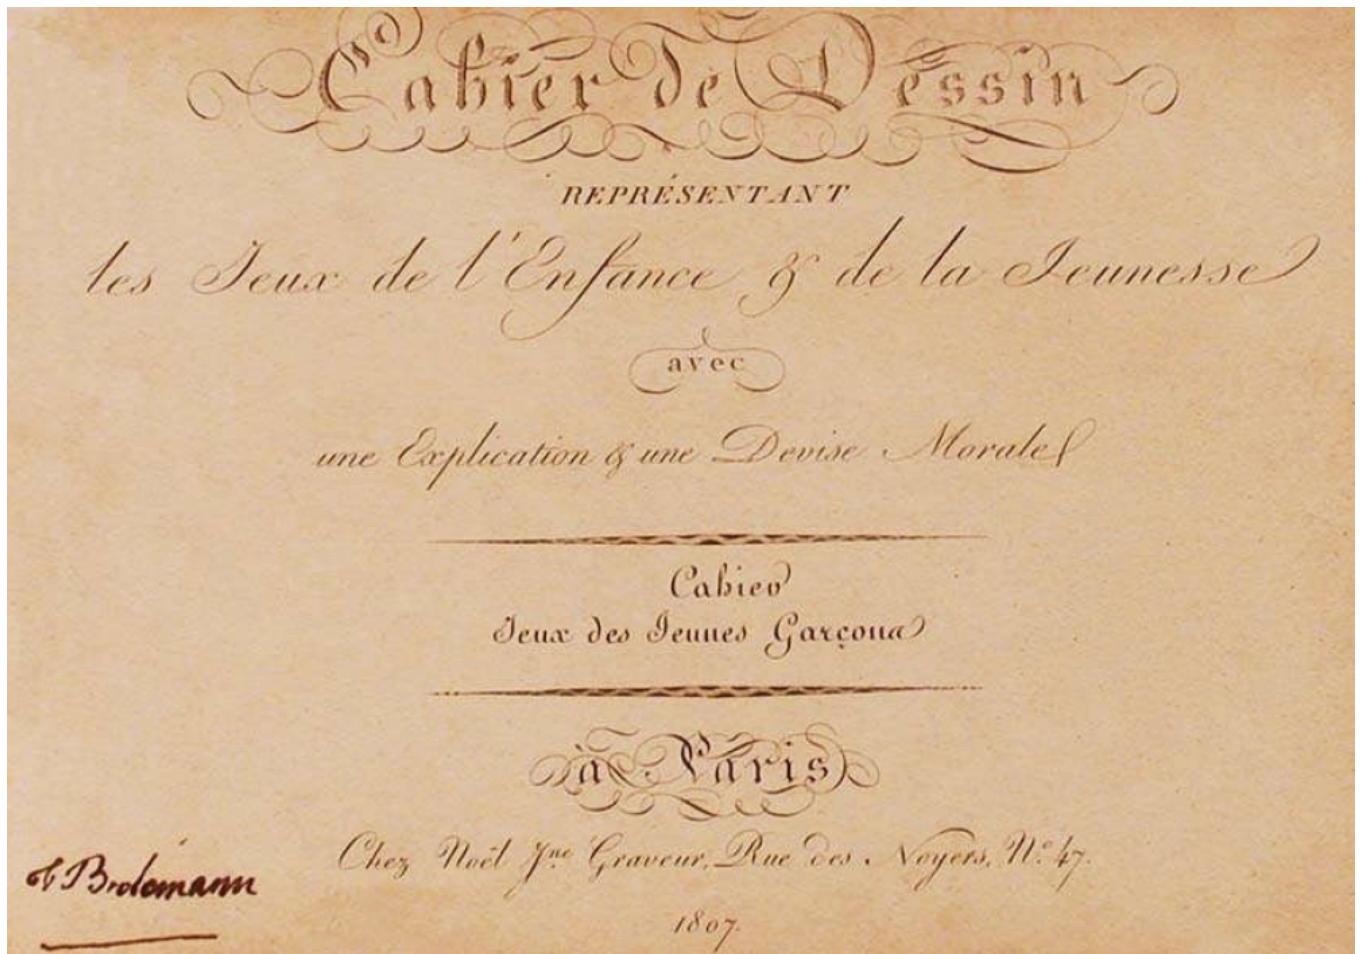 Cahier de Dessin
REPRÉSENTANT
les Jeux de l'Enfance & de la Jeunesse
avec
une Explication & une Devise Morale
Cahier
Jeux des Jeunes Garçons
à Paris
Chez Noël Jne Graveur, Rue des Noyers, No. 47.
1807.
Brolemann